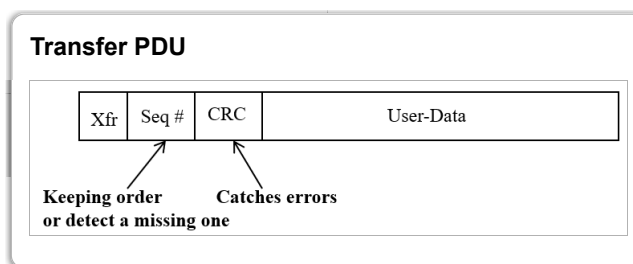 Transfer PDU
Xfr Seq # CRC User-Data
Keeping order Catches errors
or detect a missing one